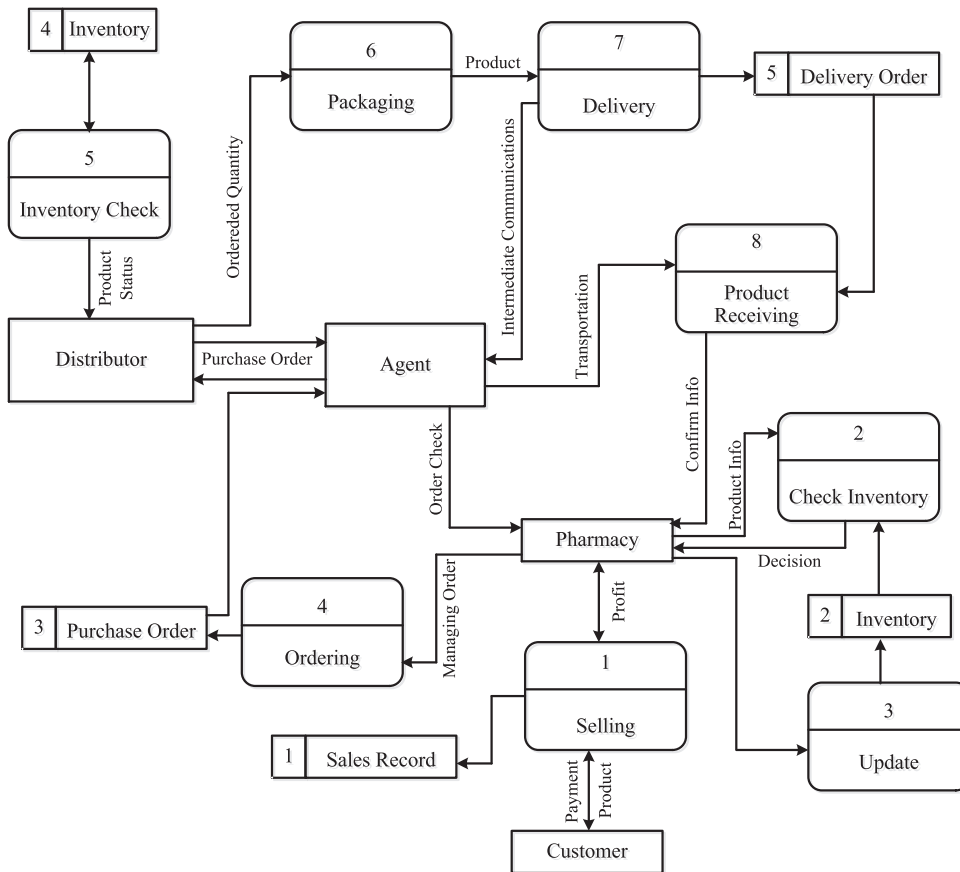 4 Inventory
6
Packaging
Product
7
Delivery
5 Delivery Order
5
Inventory Check
Ordereded Quantity
Intermediate Communications
Product
Status
8
Product
Receiving
Transportation
Distributor
Purchase Order
Agent
Confirm Info
Order Check
Product Info
2
Check Inventory
Pharmacy
Decision
Managing Order
Profit
4
Ordering
3 Purchase Order
2 Inventory
1
Selling
3
Update
1 Sales Record
Payment
Product
Customer